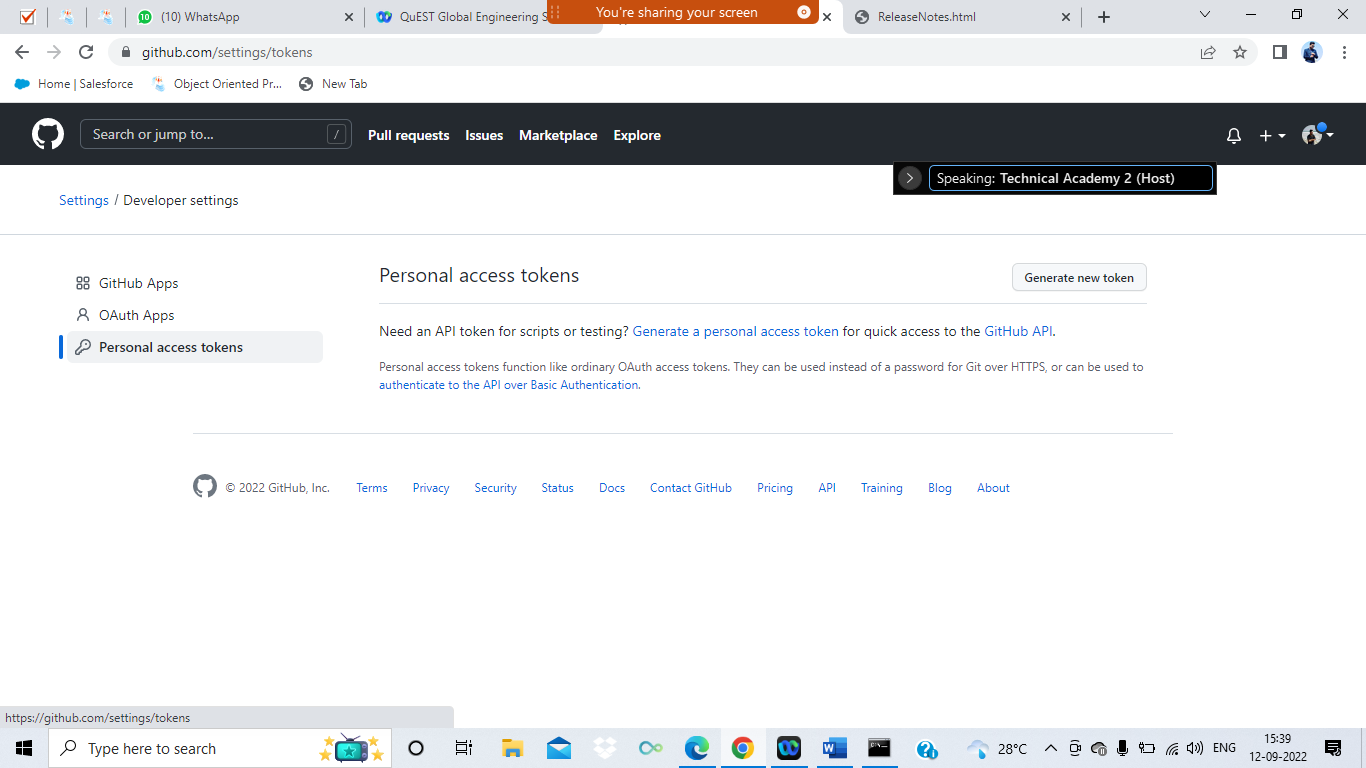 10
(10) WhatsApp
QuEST Global Engineering S
You're sharing your screen
ReleaseNotes.html
github.com/settings/tokens
Home | Salesforce
Object Oriented Pr...
New Tab
Search or jump to...
/
Pull requests
Issues
Marketplace
Explore
Speaking: Technical Academy 2 (Host)
Settings / Developer settings
GitHub Apps
OAuth Apps
Personal access tokens
Personal access tokens
Generate new token
Need an API token for scripts or testing? Generate a personal access token for quick access to the GitHub API.
Personal access tokens function like ordinary OAuth access tokens. They can be used instead of a password for Git over HTTPS, or can be used to
authenticate to the API over Basic Authentication.
© 2022 GitHub, Inc.
Terms
Privacy
Security
Status
Docs
Contact GitHub
Pricing
API
Training
Blog
About
https://github.com/settings/tokens
Type here to search
28°C
ENG
15:39
12-09-2022